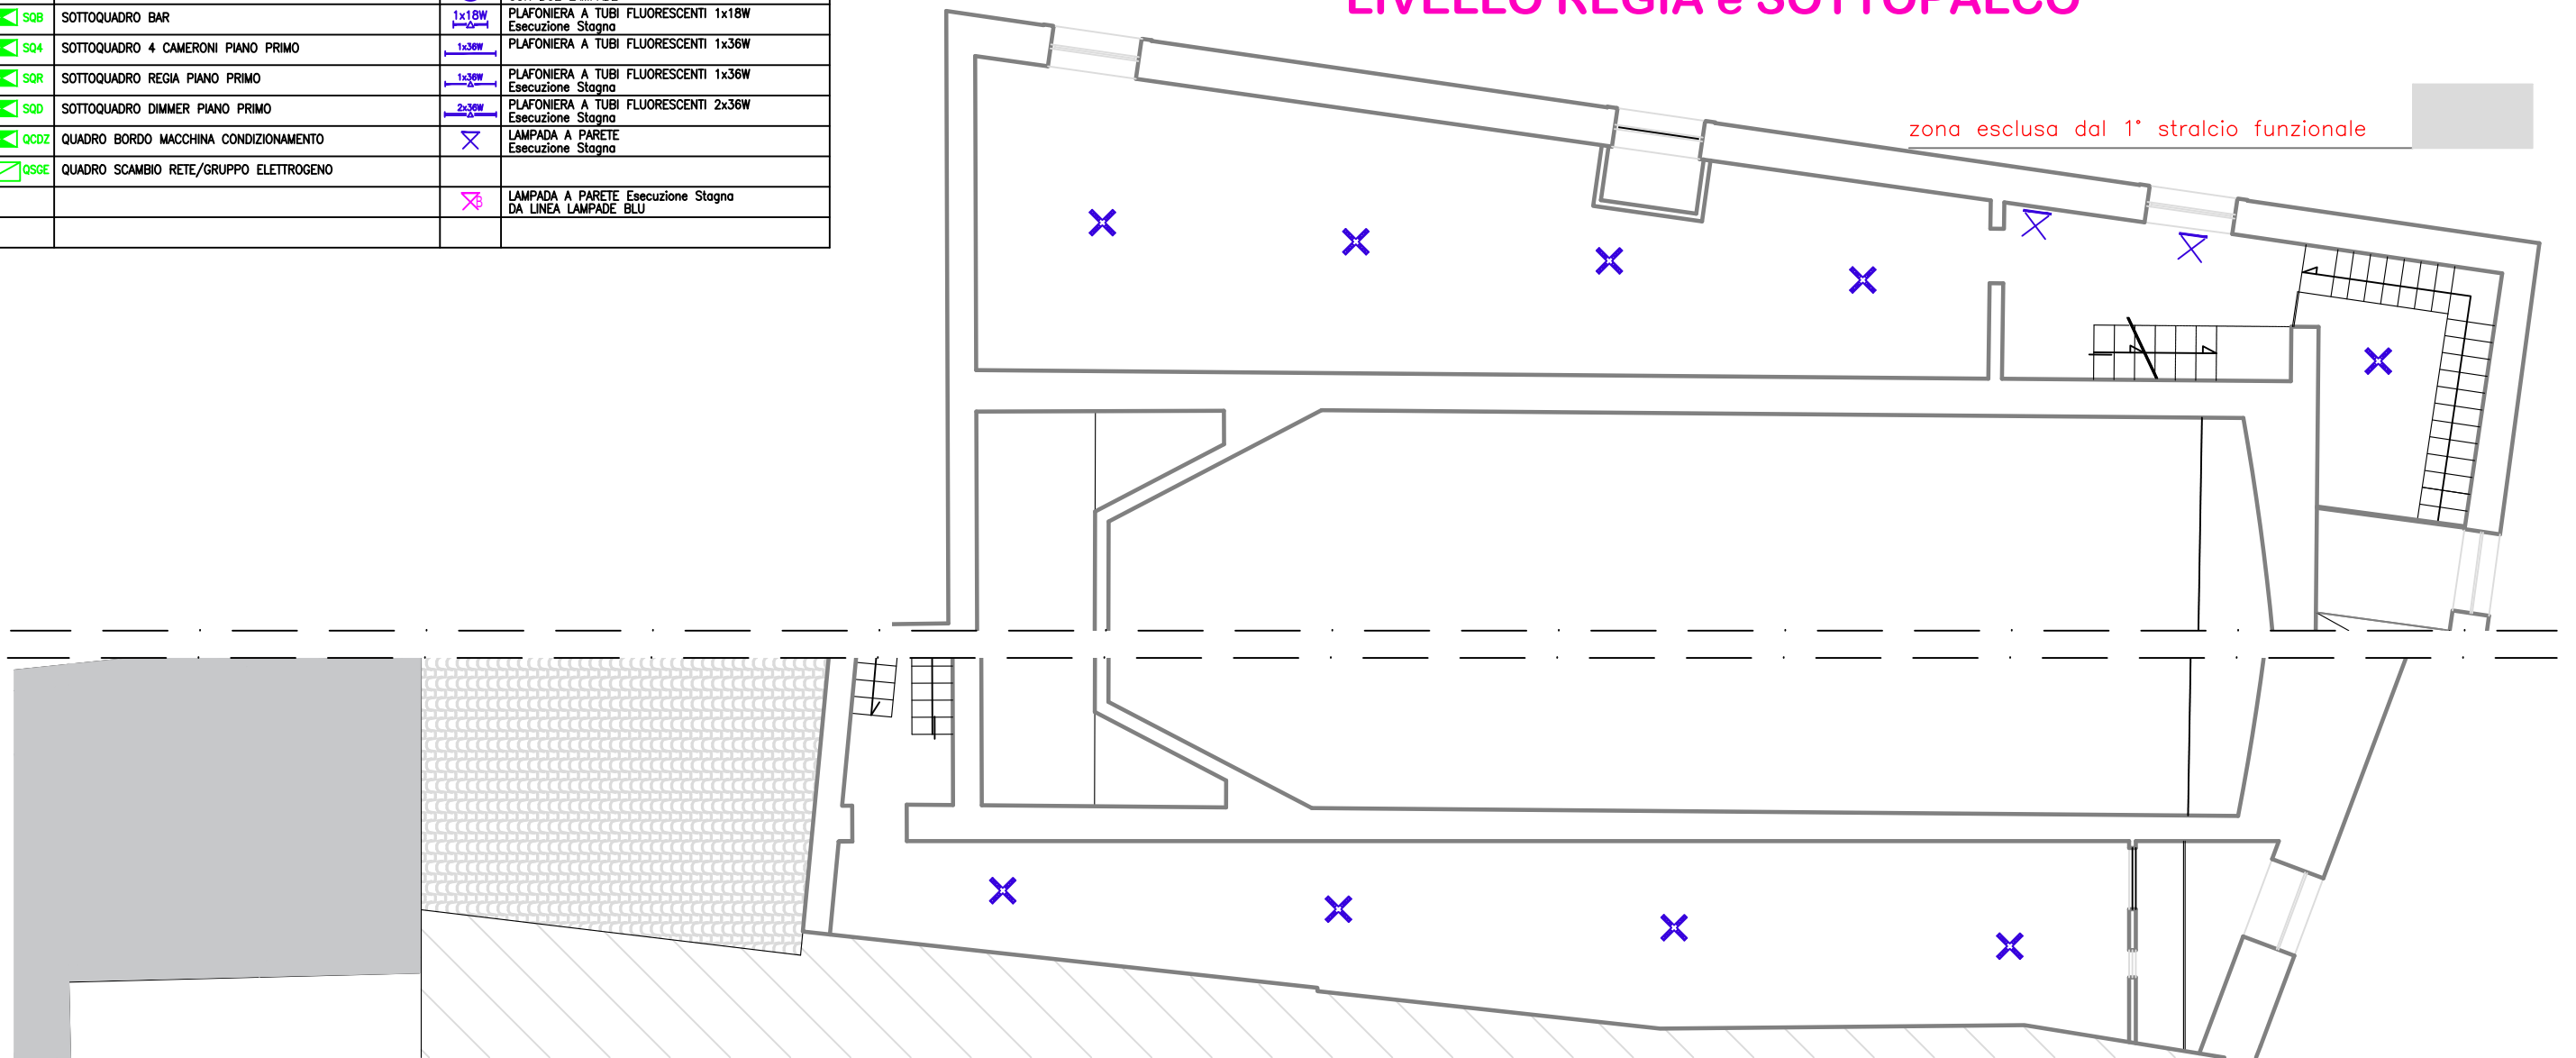 LIVELLO REGIA e SOTTOPALCO
SQB SOTTOQUADRO BAR
1x18W PLAFONIERA A TUBI FLUORESCENTI 1x18W
Esecuzione Stagna
SQ4 SOTTOQUADRO 4 CAMERONI PIANO PRIMO
1x36W PLAFONIERA A TUBI FLUORESCENTI 1x36W
SQR SOTTOQUADRO REGIA PIANO PRIMO
1x36W PLAFONIERA A TUBI FLUORESCENTI 1x36W
Esecuzione Stagna
SQD SOTTOQUADRO DIMMER PIANO PRIMO
2x36W PLAFONIERA A TUBI FLUORESCENTI 2x36W
Esecuzione Stagna
QCDZ QUADRO BORDO MACCHINA CONDIZIONAMENTO
LAMPADA A PARETE
Esecuzione Stagna
QSGE QUADRO SCAMBIO RETE/GRUPPO ELETTROGENO
B LAMPADA A PARETE Esecuzione Stagna
DA LINEA LAMPADE BLU
zona esclusa dal 1° stralcio funzionale